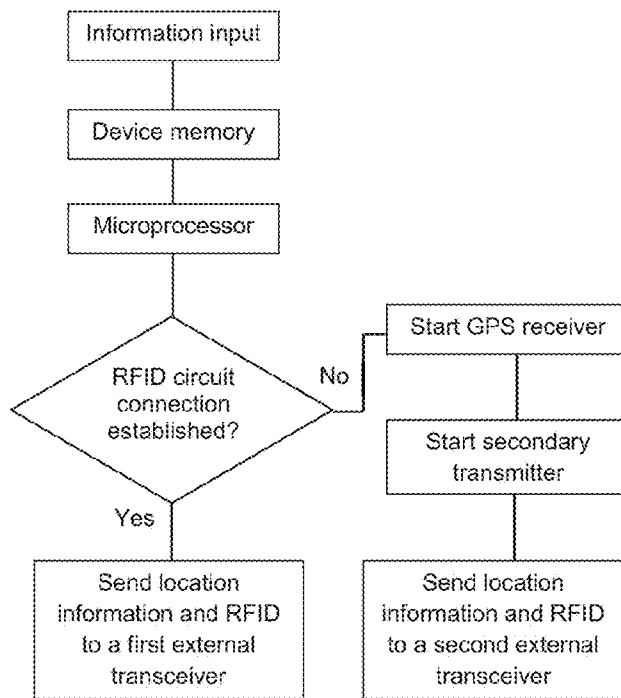 Information input
Device memory
Microprocessor
RFID circuit
connection
established?
No
Yes
Send location
information and RFID
to a first external
transceiver
Start GPS receiver
Start secondary
transmitter
Send location
information and RFID
to a second external
transceiver